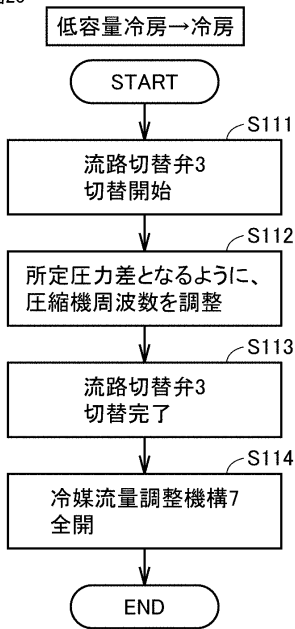 低容量冷房→冷房
START
S111
流路切替弁3
切替開始
S112
所定圧力差となるように、
圧縮機周波数を調整
S113
流路切替弁3
切替完了
S114
冷媒流量調整機構7
全開
END